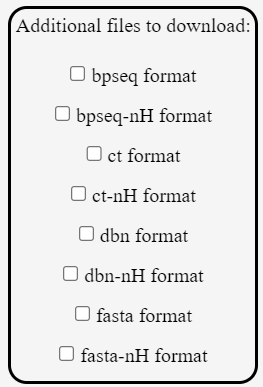 Additional files to download:
bpseq format
bpseq-nH format
ct format
ct-nH format
dbn format
dbn-nH format
fasta format
fasta-nH format